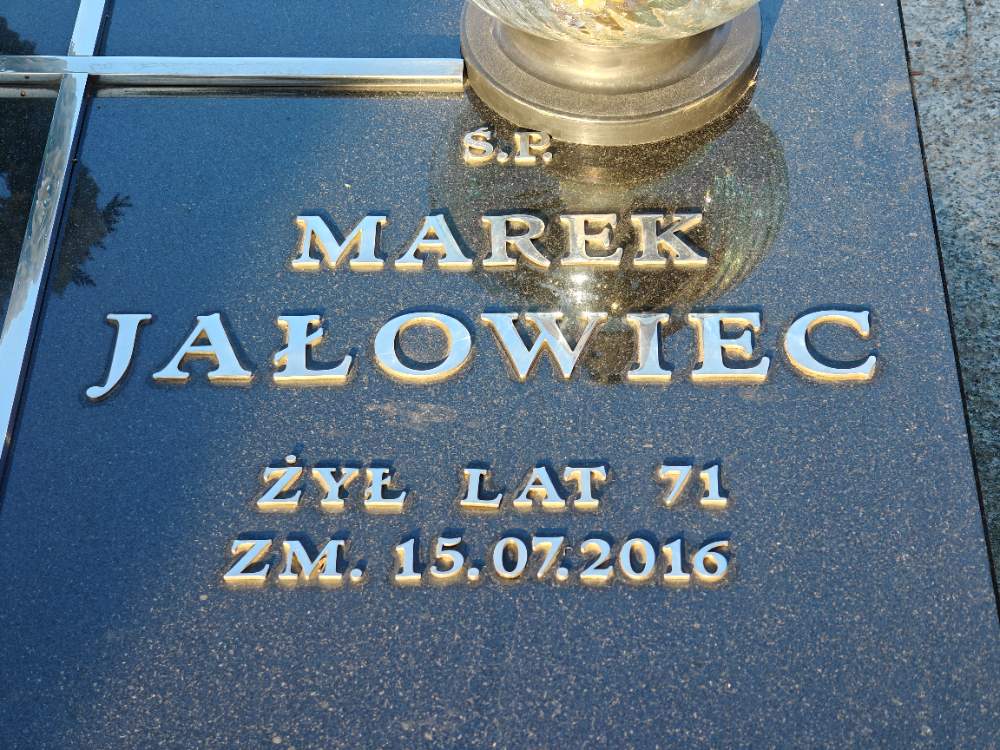 Ś.P.
MAREK
JAŁOWIEC
ŻYŁ LAT 71
ZM. 15.07.2016